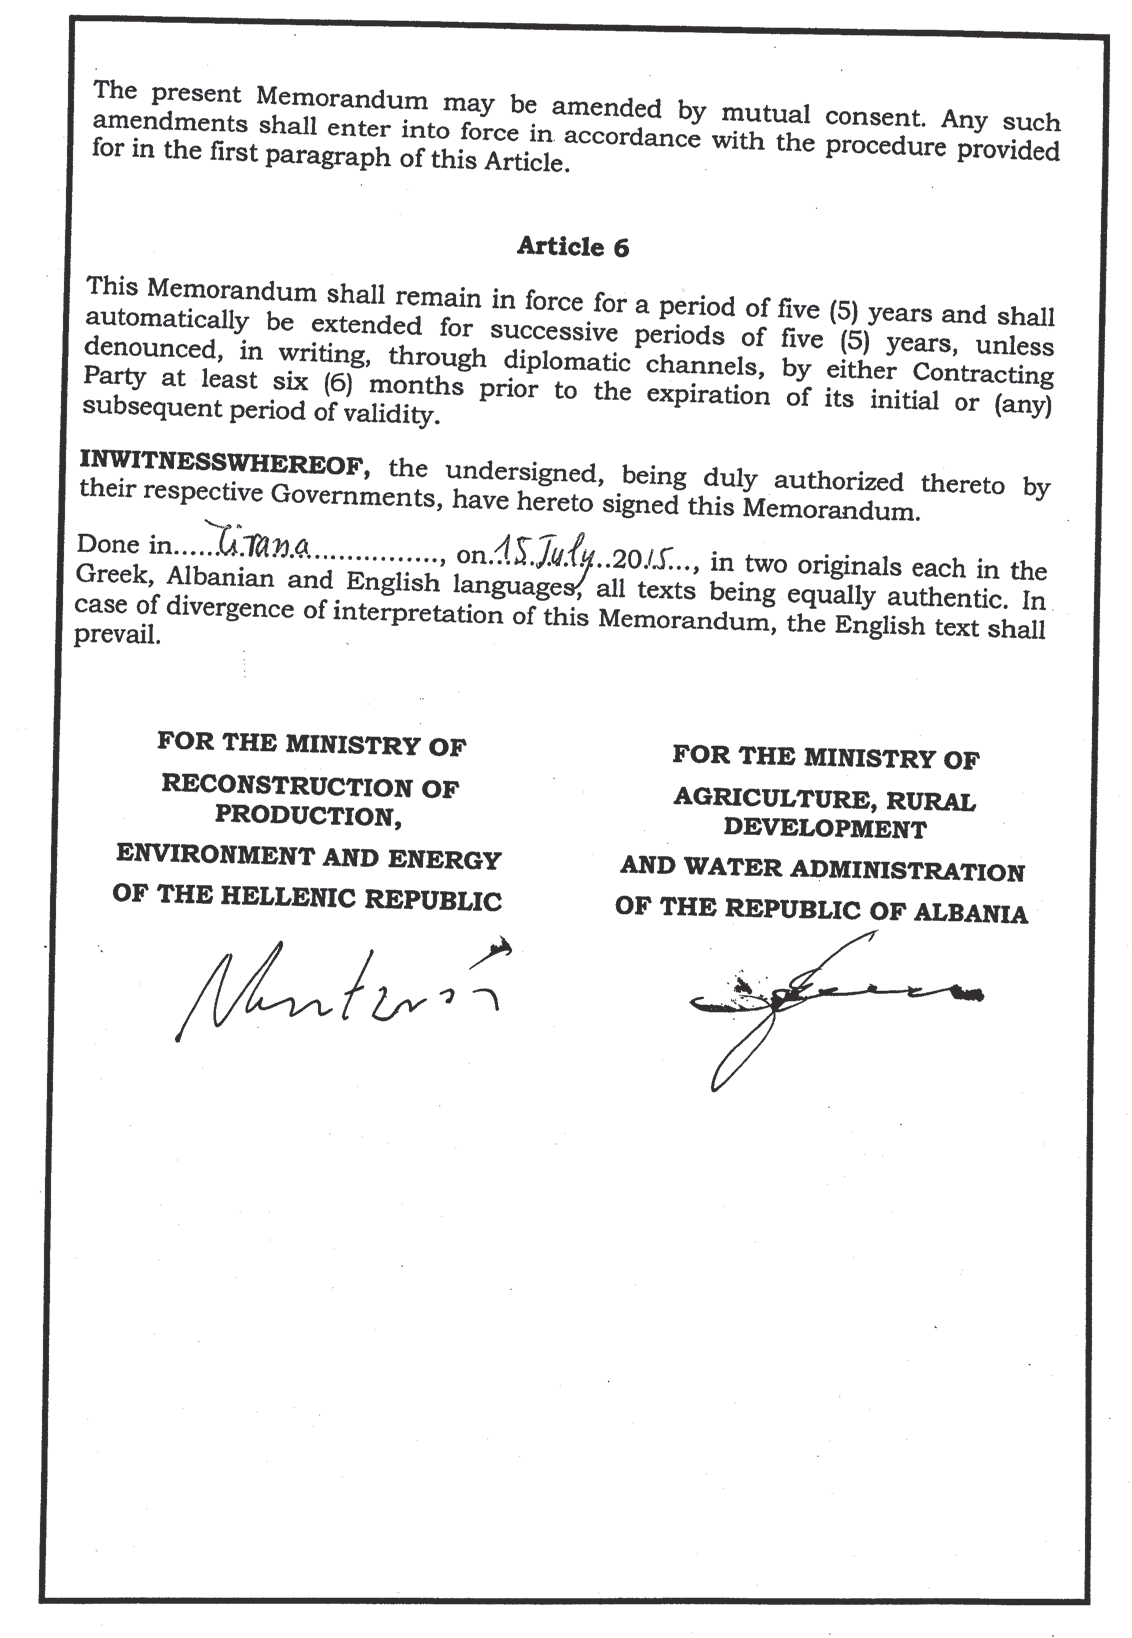 The present Memorandum may be amended by mutual consent. Any such
amendments shall enter into force in accordance with the procedure provided
for in the first paragraph of this Article.
Article 6
This Memorandum shall remain in force for a period of five (5) years and shall
automatically be extended for successive periods of five (5) years, unless
denounced, in writing, through diplomatic channels, by either Contracting
Party at least six (6) months prior to the expiration of its initial or (any)
subsequent period of validity.
INWITNESSWHEREOF, the undersigned, being duly authorized thereto by
their respective Governments, have hereto signed this Memorandum.
Done in.....Tirana..............., on..15.July..2015..., in two originals each in the
Greek, Albanian and English languages, all texts being equally authentic. In
case of divergence of interpretation of this Memorandum, the English text shall
prevail.
FOR THE MINISTRY OF
RECONSTRUCTION OF
PRODUCTION,
ENVIRONMENT AND ENERGY
OF THE HELLENIC REPUBLIC
FOR THE MINISTRY OF
AGRICULTURE, RURAL
DEVELOPMENT
AND WATER ADMINISTRATION
OF THE REPUBLIC OF ALBANIA